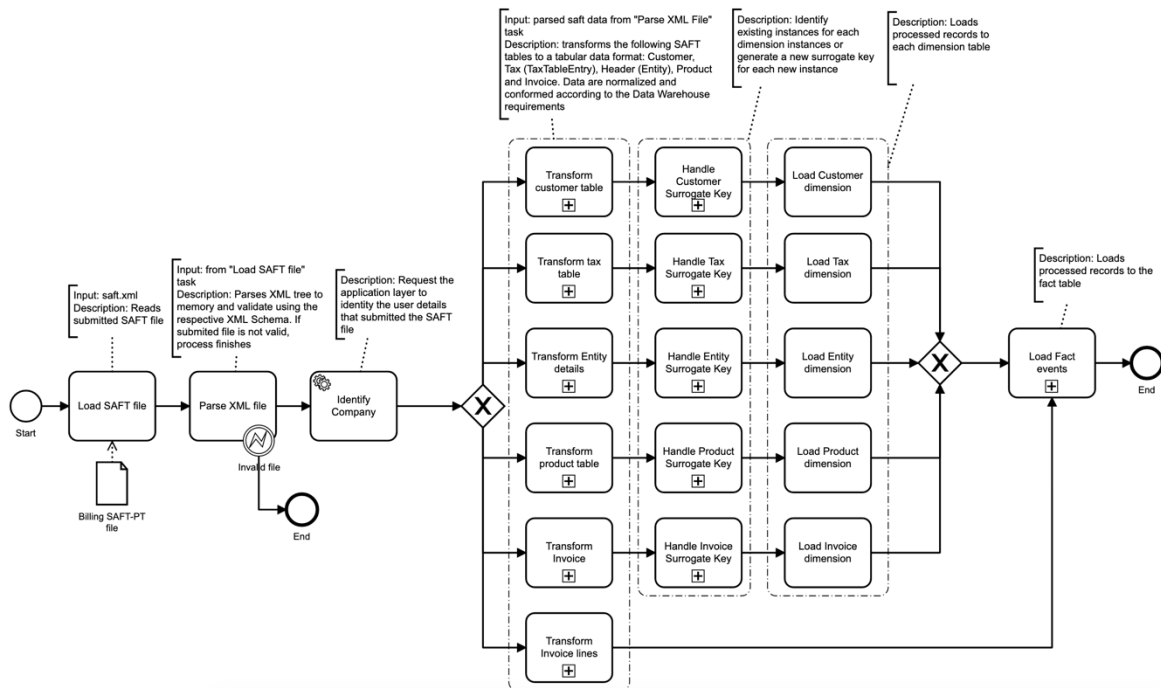 Input: parsed saft data from "Parse XML File"
task
Description: transforms the following SAFT
tables to a tabular data format: Customer,
Tax (TaxTableEntry), Header (Entity), Product
and Invoice. Data are normalized and
conformed according to the Data Warehouse
requirements
Description: Identify
existing instances for each
dimension instances or
generate a new surrogate key
for each new instance
Description: Loads
processed records to
each dimension table
Transform
customer table
Handle
Customer
Surrogate Key
Load Customer
dimension
Transform tax
table
Handle Tax
Surrogate Key
Load Tax
dimension
Input: saft.xml
Description: Reads
submitted SAFT file
Input: from "Load SAFT file"
task
Description: Parses XML tree to
memory and validate using the
respective XML Schema. If
submited file is not valid,
process finishes
Description: Request the
application layer to
identity the user details
that submitted the SAFT
file
Description: Loads
processed records to the
fact table
Transform Entity
details
Handle Entity
Surrogate Key
Load Entity
dimension
Load Fact
events
End
Start
Load SAFT file
Parse XML file
Identify
Company
Invalid file
Billing SAFT-PT
file
End
Transform
product table
Handle Product
Surrogate Key
Load Product
dimension
Transform
Invoice
Handle Invoice
Surrogate Key
Load Invoice
dimension
Transform
Invoice lines